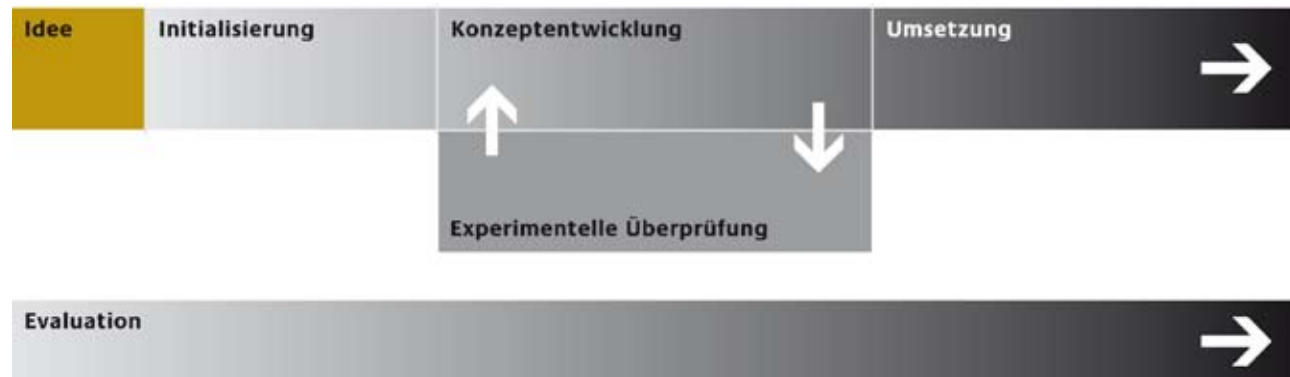 Idee
Initialisierung
Konzeptentwicklung
Umsetzung
Experimentelle Überprüfung
Evaluation